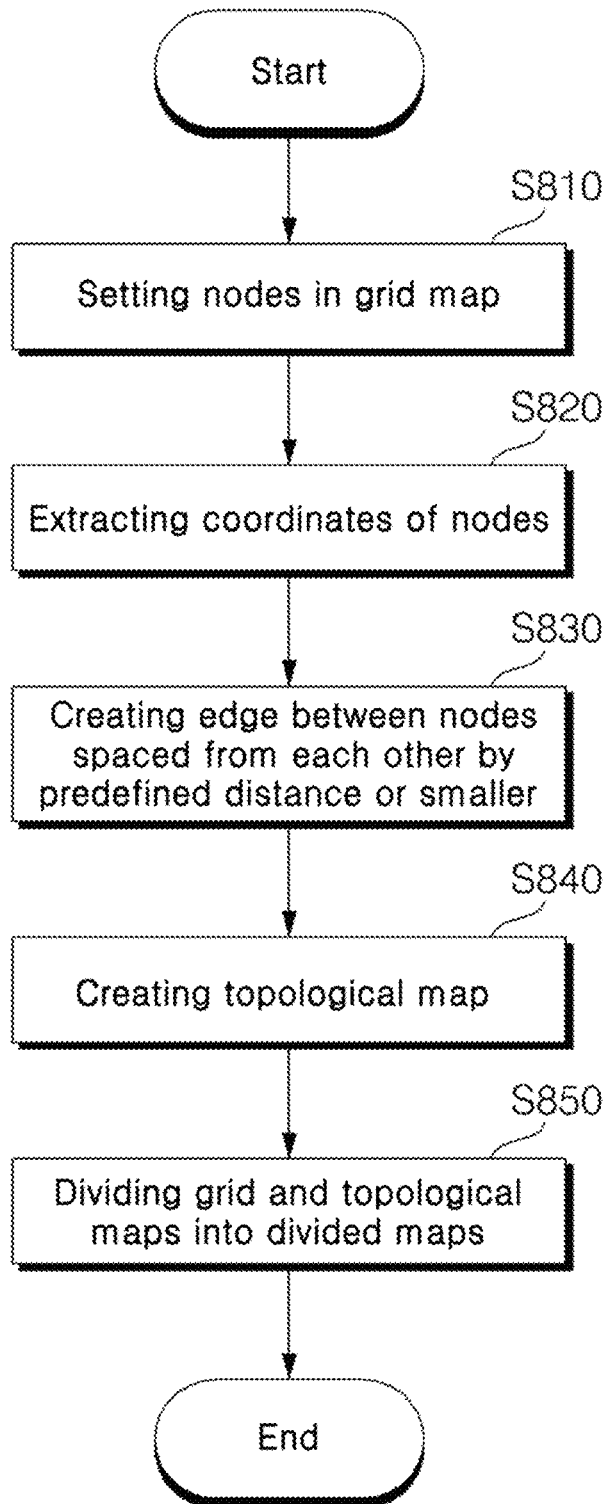 Start
S810
Setting nodes in grid map
S820
Extracting coordinates of nodes
S830
Creating edge between nodes
spaced from each other by
predefined distance or smaller
S840
Creating topological map
S850
Dividing grid and topological
maps into divided maps
End